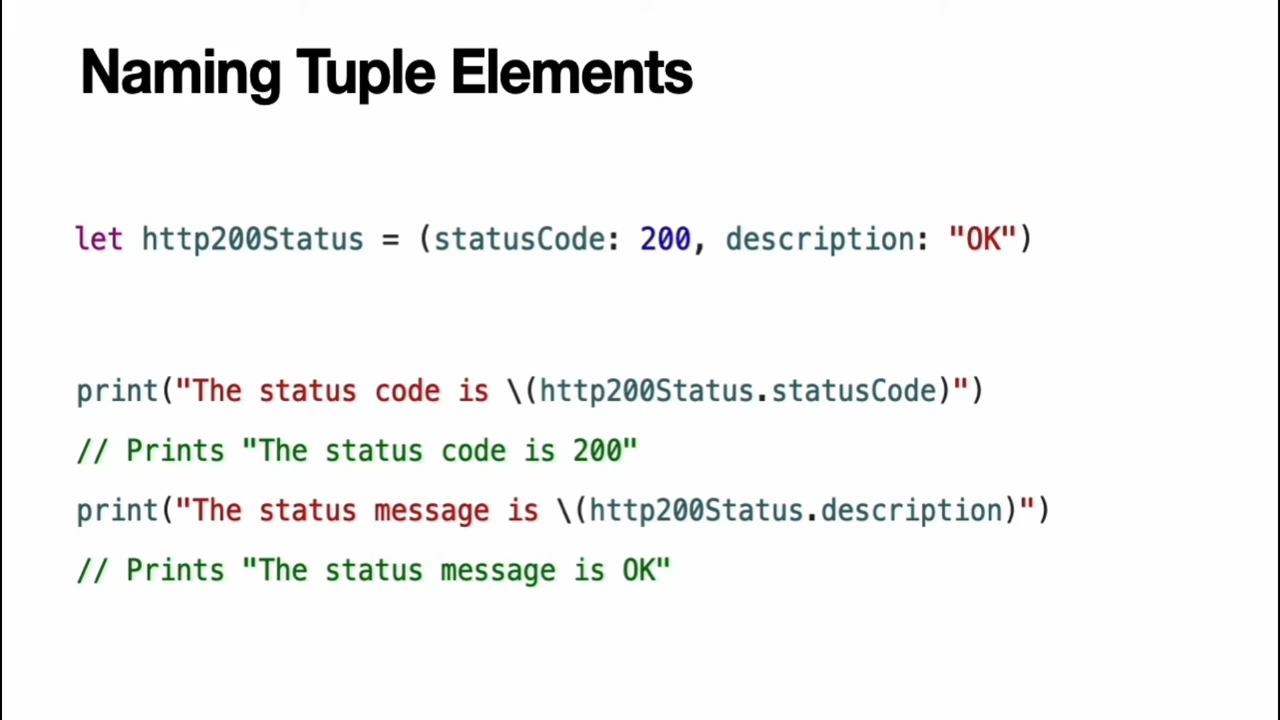 Naming Tuple Elements
let http200Status = (statusCode: 200, description: "OK")
print("The status code is \(http200Status.statusCode)")
// Prints "The status code is 200"
print("The status message is \(http200Status.description)")
// Prints "The status message is OK"